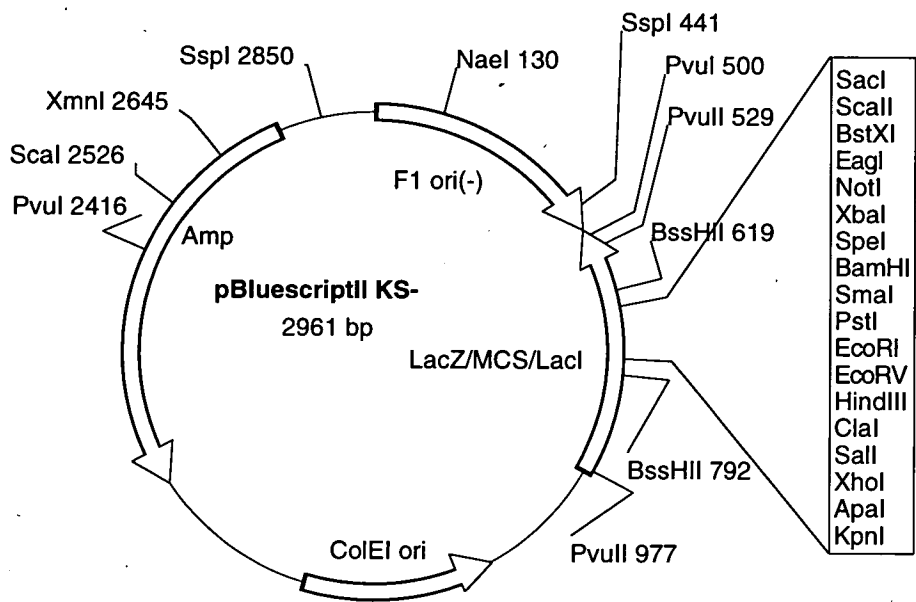 SspI 441
SspI 2850
NaeI 130
PvuI 500
XmnI 2645
PvuII 529
ScaI 2526
F1 ori(-)
PvuI 2416
Amp
BssHII 619
pBluescriptII KS-
2961 bp
LacZ/MCS/LacI
BssHII 792
ColEI ori
PvuII 977
SacI
ScaII
BstXI
EagI
NotI
XbaI
SpeI
BamHI
SmaI
PstI
EcoRI
EcoRV
HindIII
ClaI
SalI
XhoI
ApaI
KpnI